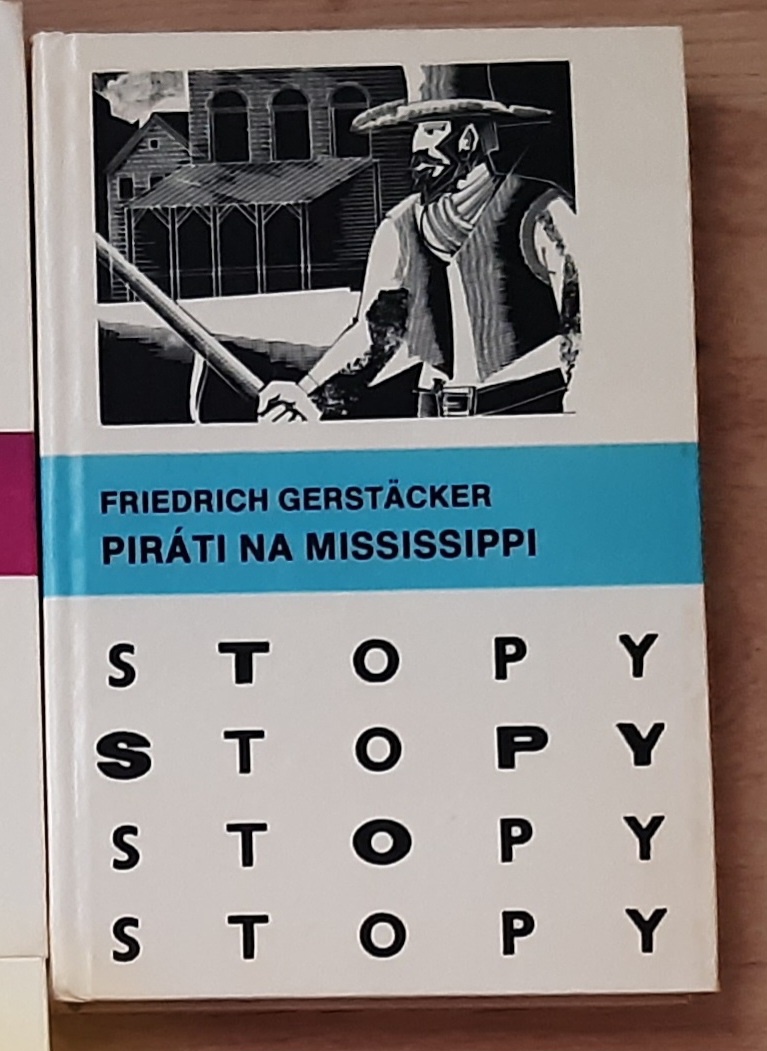 FRIEDRICH GERSTÄCKER
PIRÁTI NA MISSISSIPPI
S T O P Y
S T O P Y
S T O P Y
S T O P Y